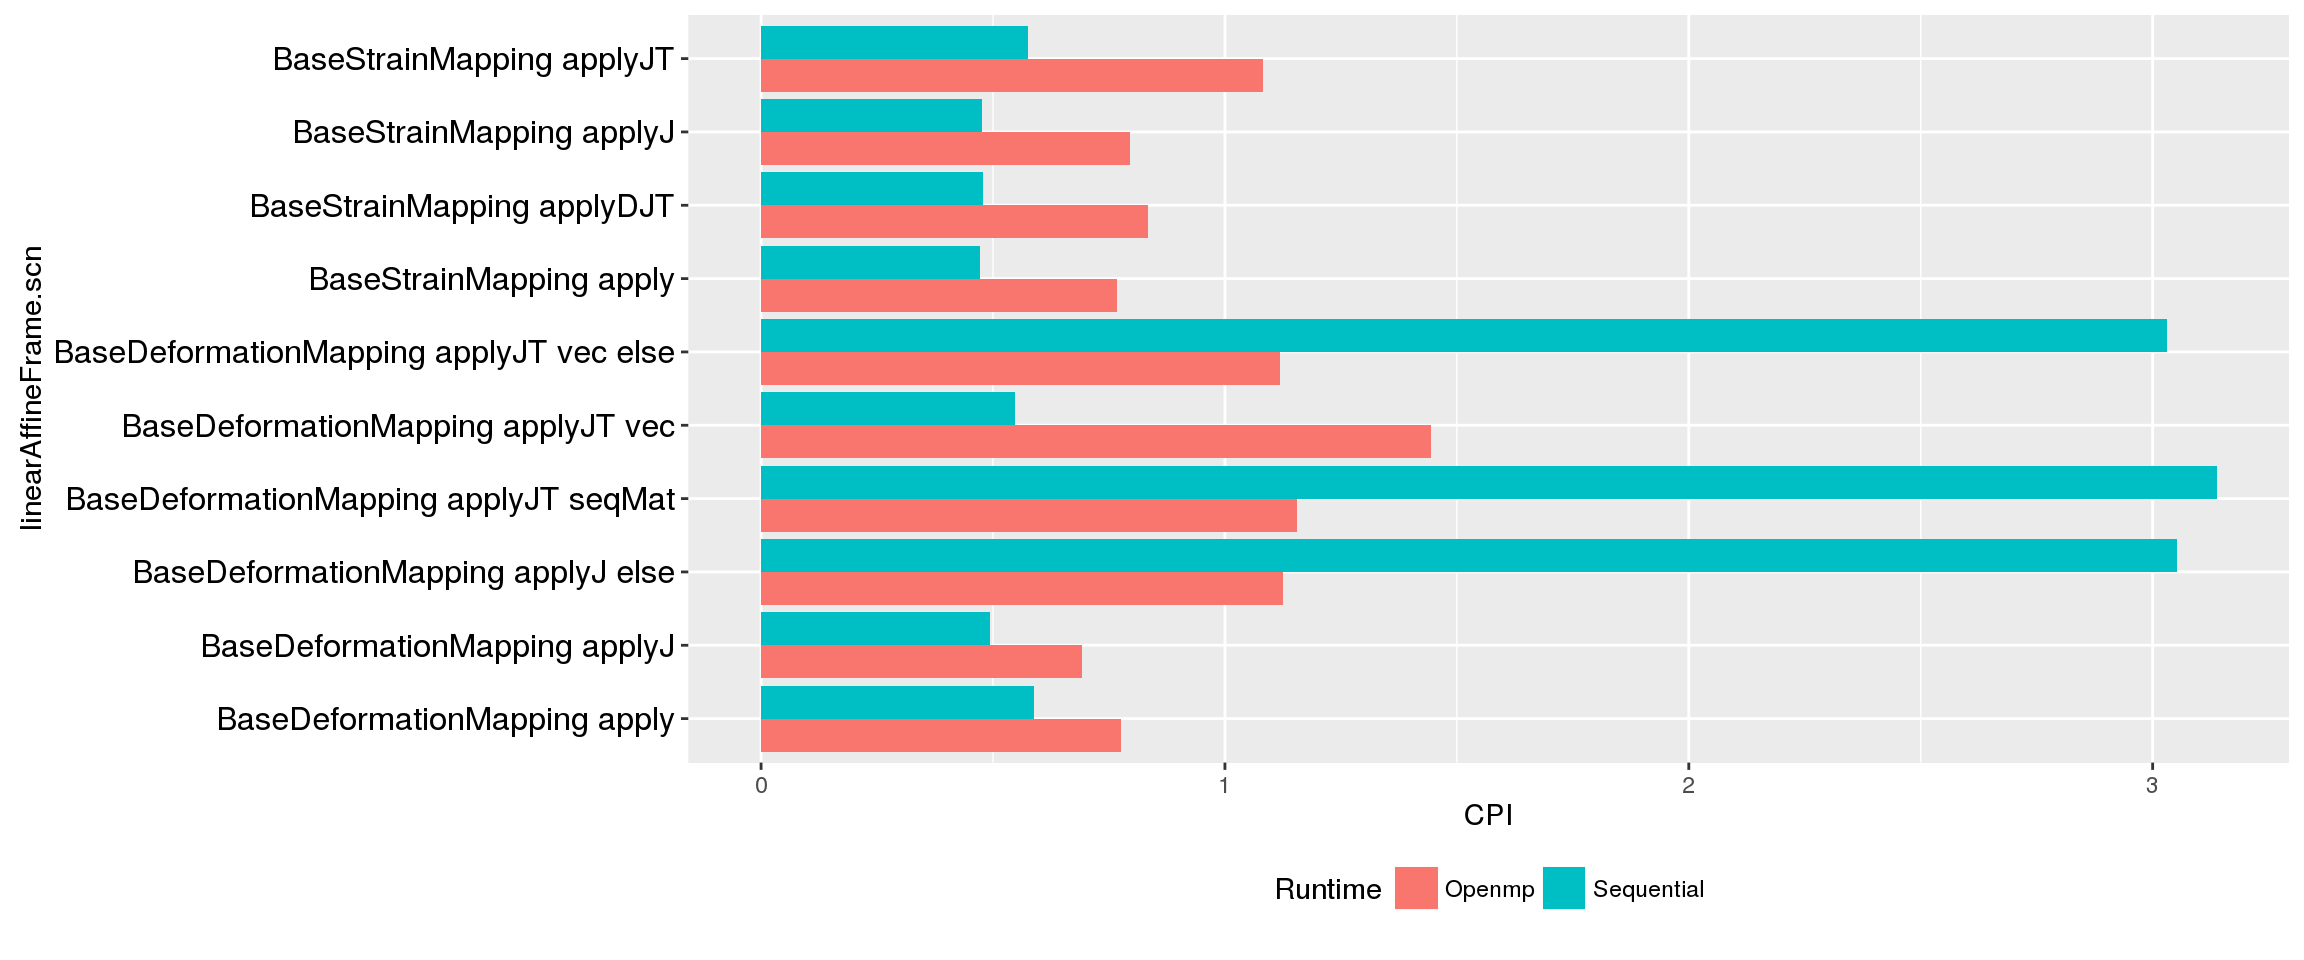 linearAffineFrame.scn
BaseStrainMapping applyJT
BaseStrainMapping applyJ
BaseStrainMapping applyDJT
BaseStrainMapping apply
BaseDeformationMapping applyJT vec else
BaseDeformationMapping applyJT vec
BaseDeformationMapping applyJT seqMat
BaseDeformationMapping applyJ else
BaseDeformationMapping applyJ
BaseDeformationMapping apply
0 1 2 3
CPI
Runtime Openmp Sequential